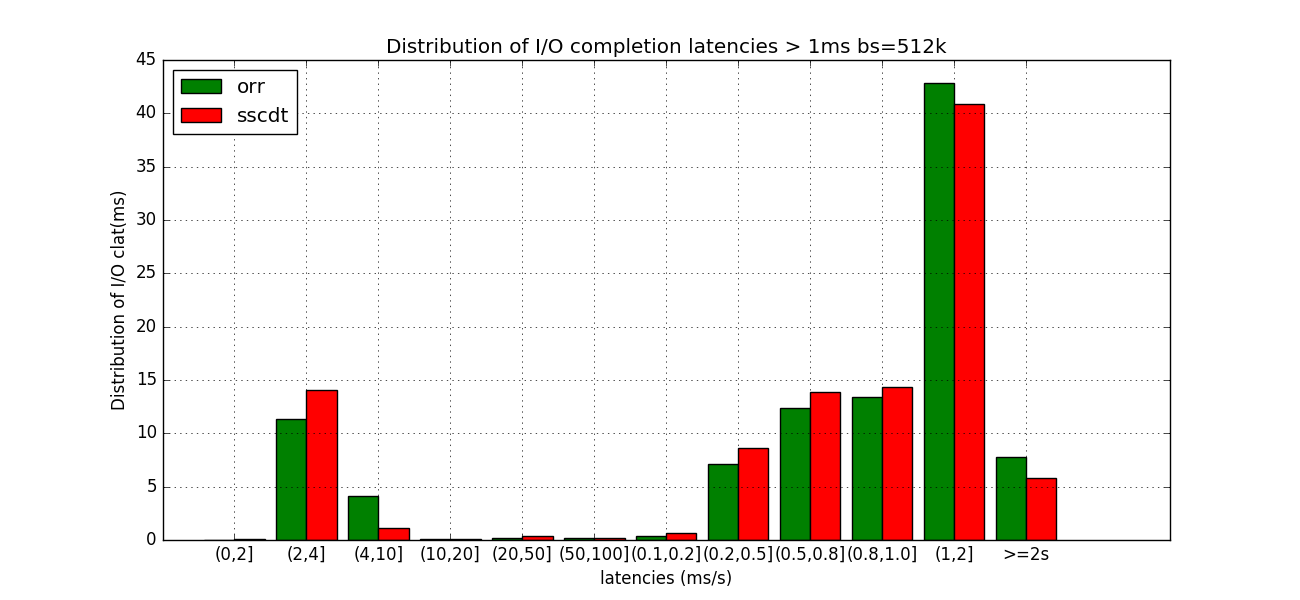 Distribution of I/O completion latencies > 1ms bs=512k
45
40
35
30
25
20
15
10
5
0
orr
sscdt
Distribution of I/O clat(ms)
(0,2] (2,4] (4,10] (10,20] (20,50] (50,100] (0.1,0.2] (0.2,0.5] (0.5,0.8] (0.8,1.0] (1,2] >=2s
latencies (ms/s)